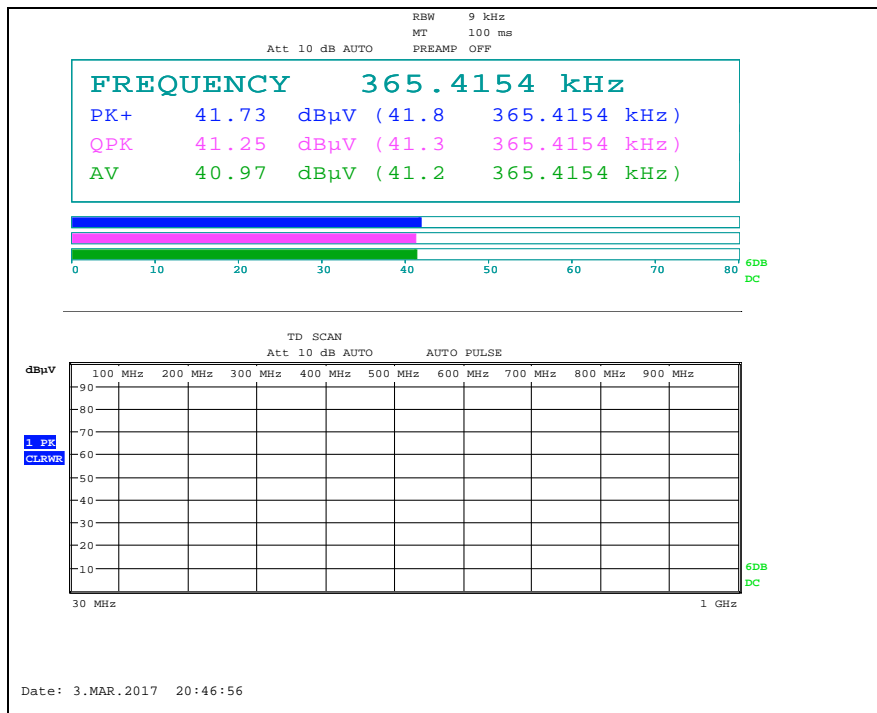 RBW 9 kHz
MT 100 ms
Att 10 dB AUTO PREAMP OFF
FREQUENCY 365.4154 kHz
PK+ 41.73 dBµV (41.8 365.4154 kHz)
QPK 41.25 dBµV (41.3 365.4154 kHz)
AV 40.97 dBµV (41.2 365.4154 kHz)
0 10 20 30 40 50 60 70 80
6DB
DC
TD SCAN
Att 10 dB AUTO AUTO PULSE
dBµV
100 MHz 200 MHz 300 MHz 400 MHz 500 MHz 600 MHz 700 MHz 800 MHz 900 MHz
90
80
70
1 PK
CLRWR
60
50
40
30
20
10
6DB
DC
30 MHz 1 GHz
Date: 3.MAR.2017 20:46:56